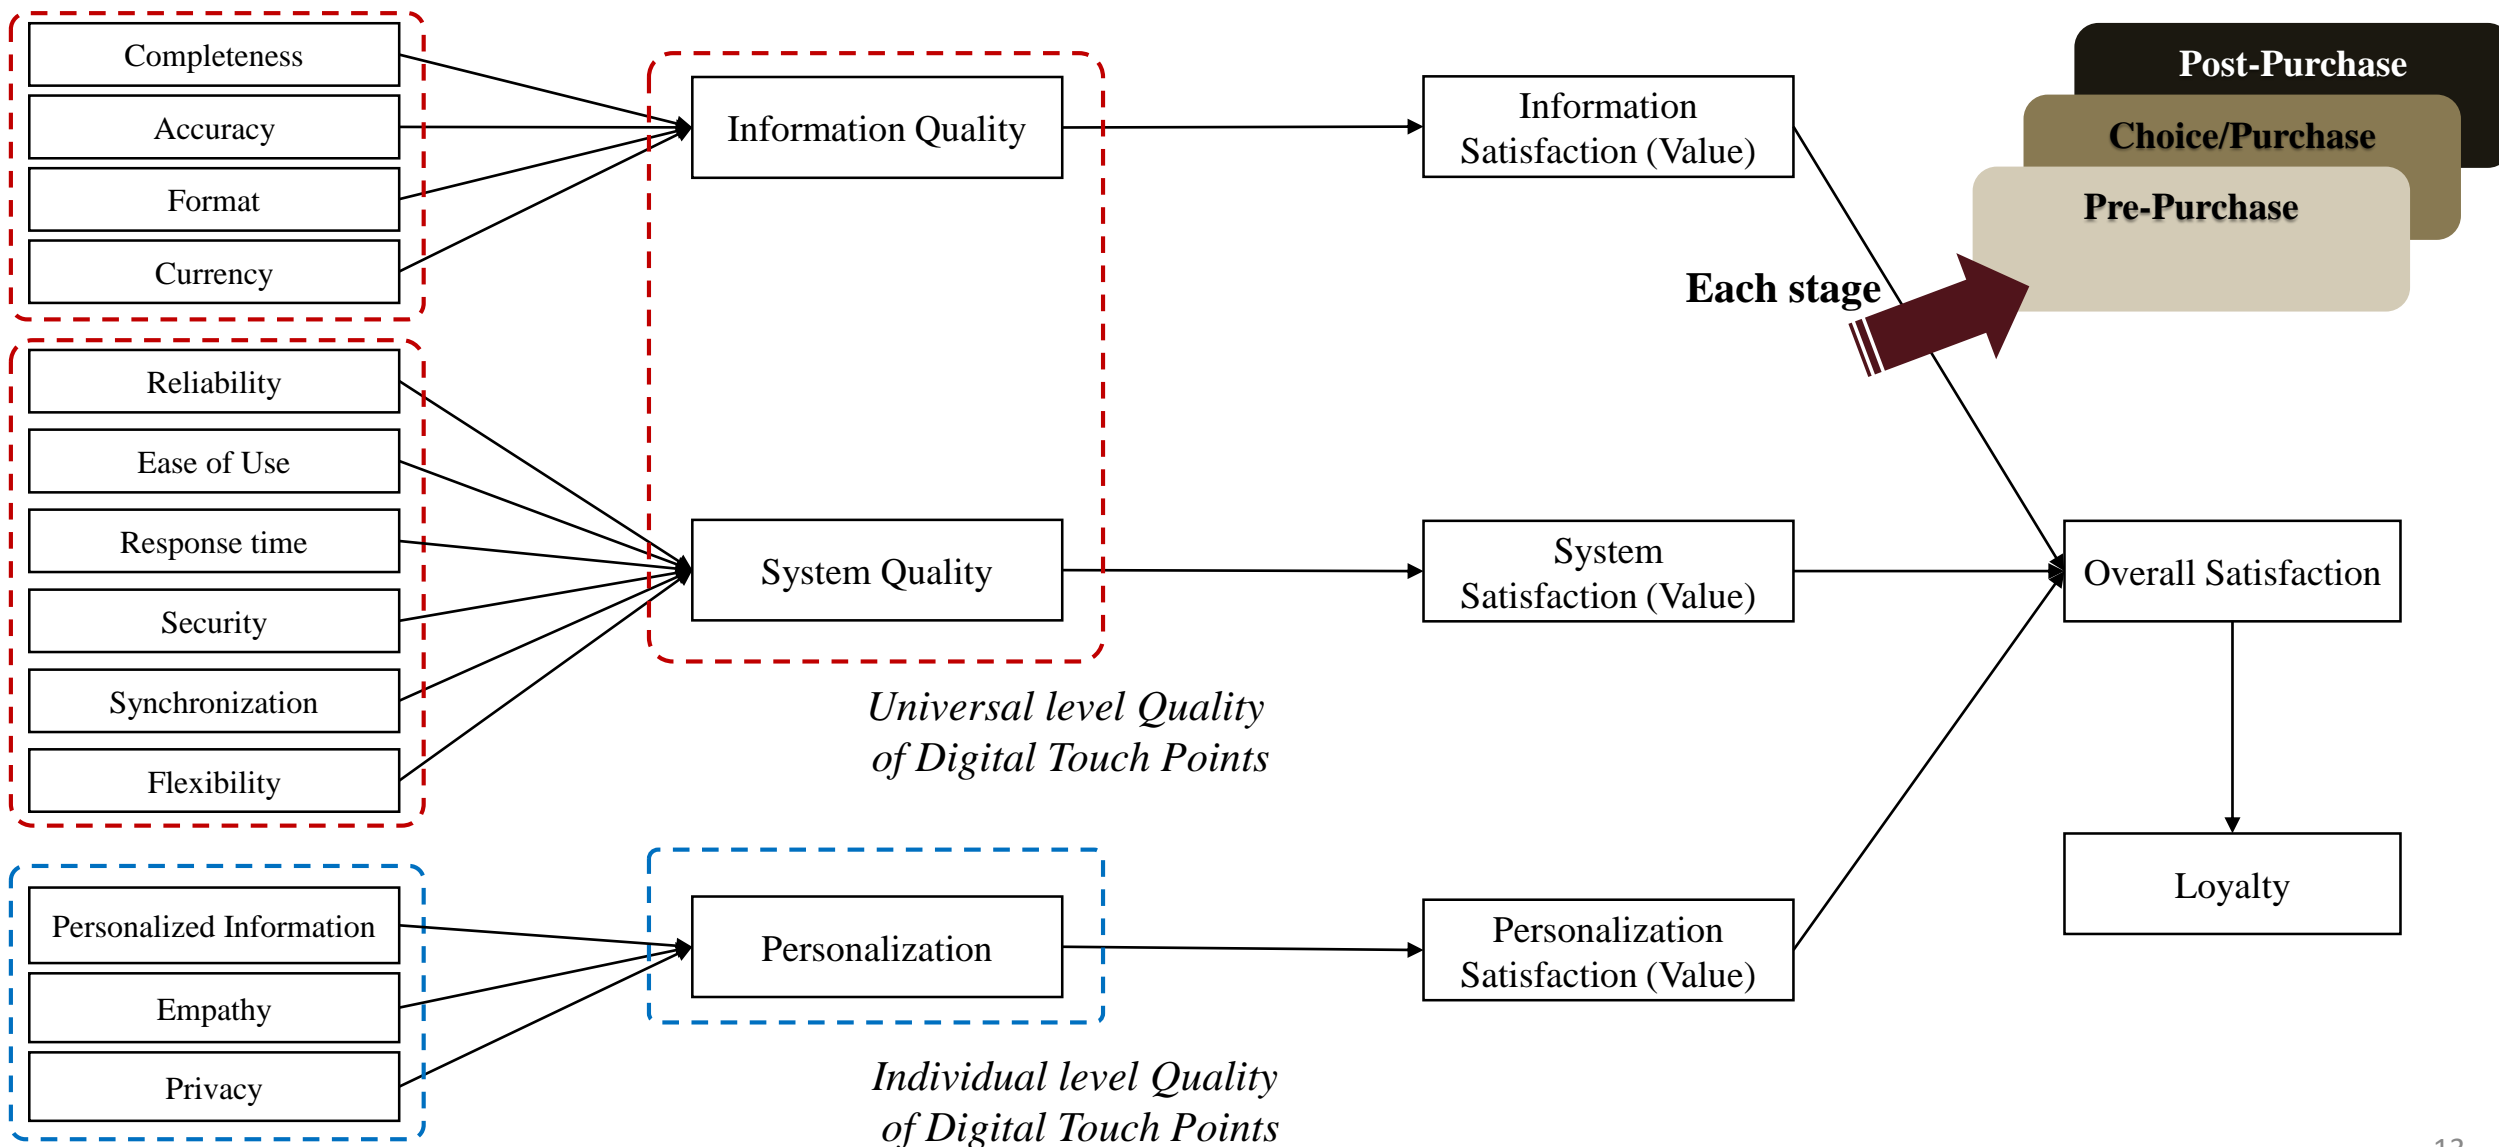 Completeness
Accuracy
Format
Currency
Reliability
Ease of Use
Response time
Security
Synchronization
Flexibility
Personalized Information
Empathy
Privacy
Information Quality
System Quality
Universal level Quality
of Digital Touch Points
Personalization
Individual level Quality
of Digital Touch Points
Information
Satisfaction (Value)
System
Satisfaction (Value)
Personalization
Satisfaction (Value)
Each stage
Post-Purchase
Choice/Purchase
Pre-Purchase
Overall Satisfaction
Loyalty